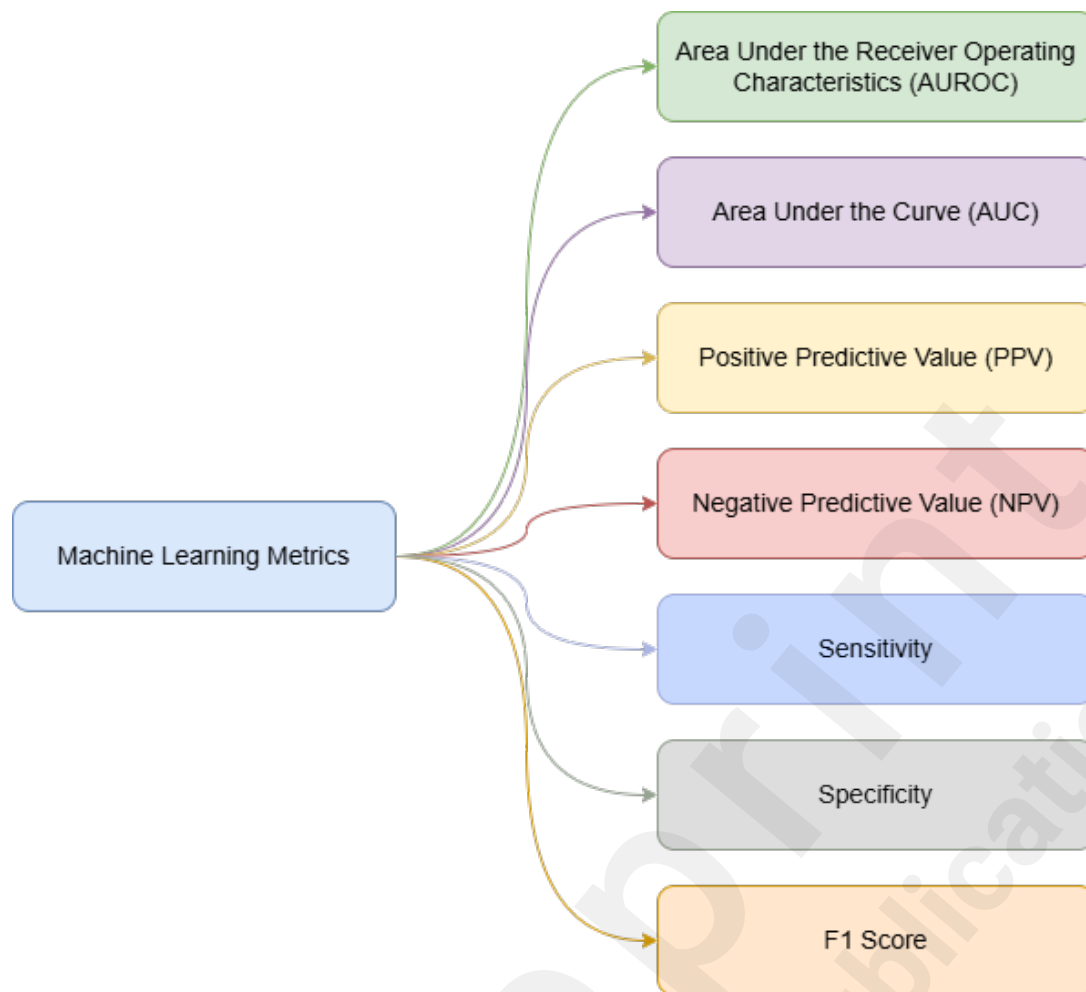 Area Under the Receiver Operating
Characteristics (AUROC)
Area Under the Curve (AUC)
Positive Predictive Value (PPV)
Negative Predictive Value (NPV)
Machine Learning Metrics
Sensitivity
Specificity
F1 Score